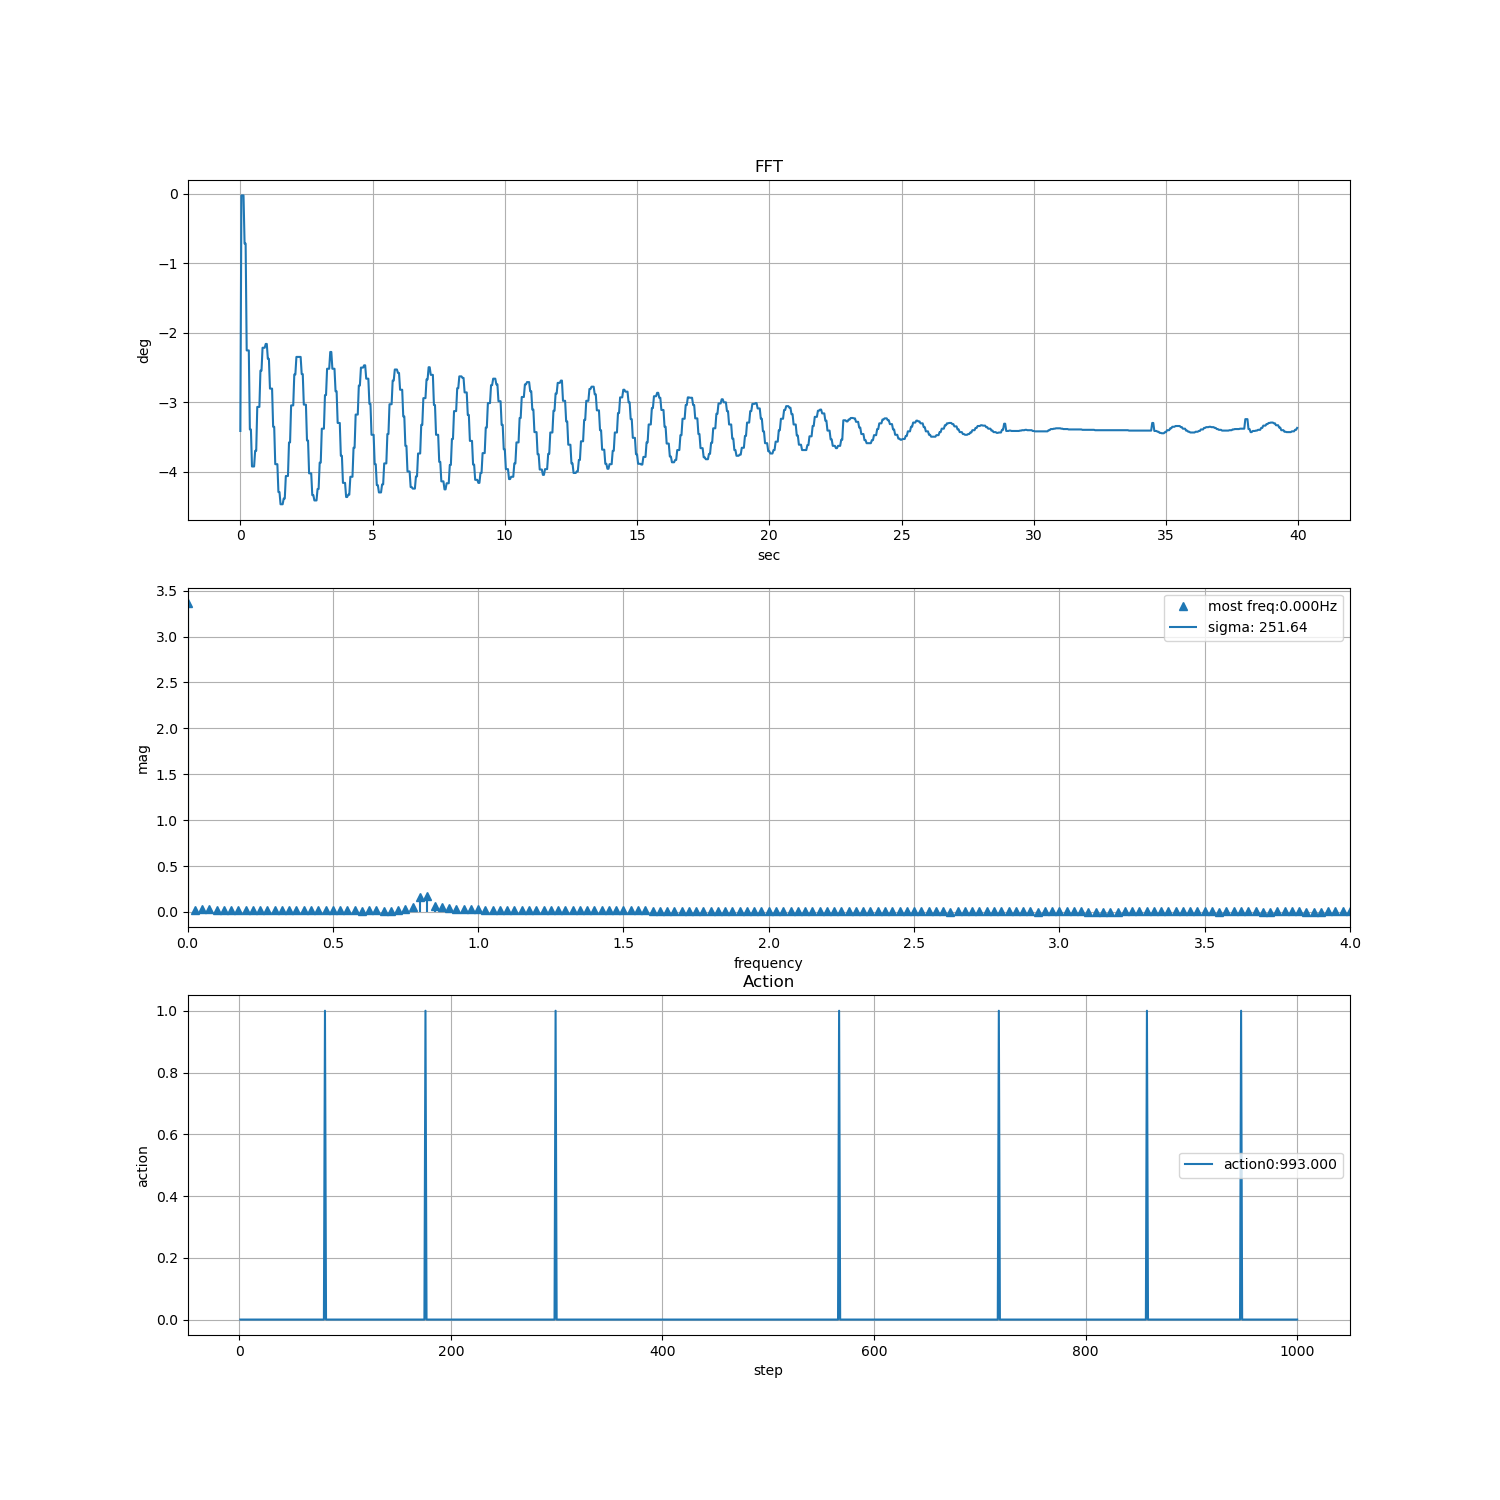 FFT
0
−1
−2
−3
−4
deg
0 5 10 15 20 25 30 35 40
sec
3.5
3.0
2.5
2.0
1.5
1.0
0.5
0.0
mag
most freq:0.000Hz
sigma: 251.64
0.0 0.5 1.0 1.5 2.0 2.5 3.0 3.5 4.0
frequency
Action
1.0
0.8
0.6
0.4
0.2
0.0
action
action0:993.000
0 200 400 600 800 1000
step